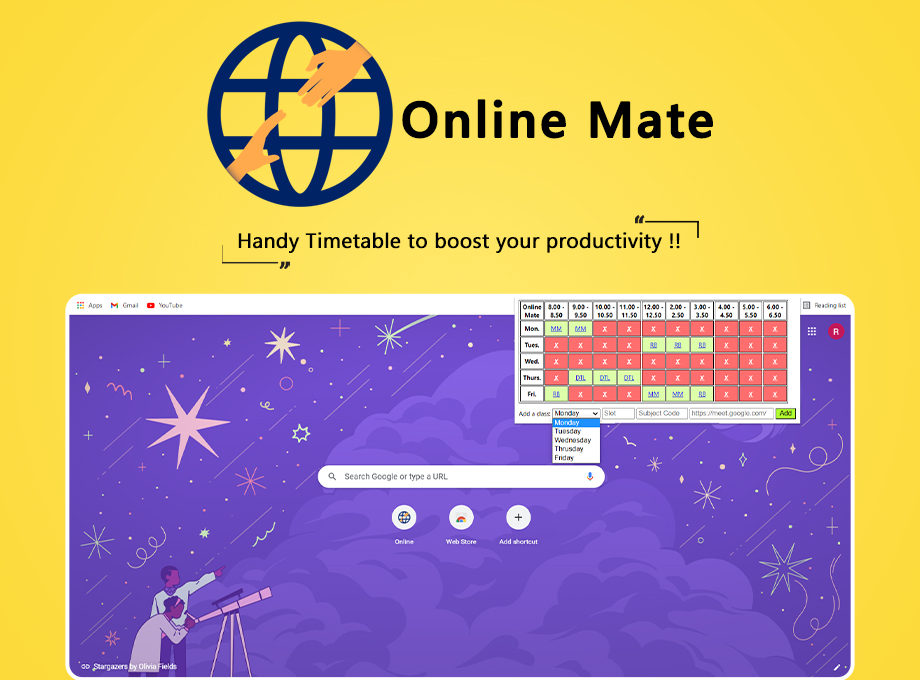 Online Mate
“
Handy Timetable to boost your productivity !!
”
Apps Gmail YouTube
Reading list
R
Online Mate 8.00 - 8.50 9.00 - 9.50 10.00 - 10.50 11.00 - 11.50 12.00 - 12.50 2.00 - 2.50 3.00 - 3.50 4.00 - 4.50 5.00 - 5.50 6.00 - 6.50
Mon. MM MM X X X X X X X X
Tues. X X X X RB RB RB X X X
Wed. X X X X X X X X X X
Thurs. X DTL DTL DTL X X X X X X
Fri. RB X X X MM MM RB X X X
Add a class: Monday Slot Subject Code https://meet.google.com/ Add
Monday
Tuesday
Wednesday
Thrusday
Friday
Search Google or type a URL
Online Web Store Add shortcut
Stargazers by Olivia Fields